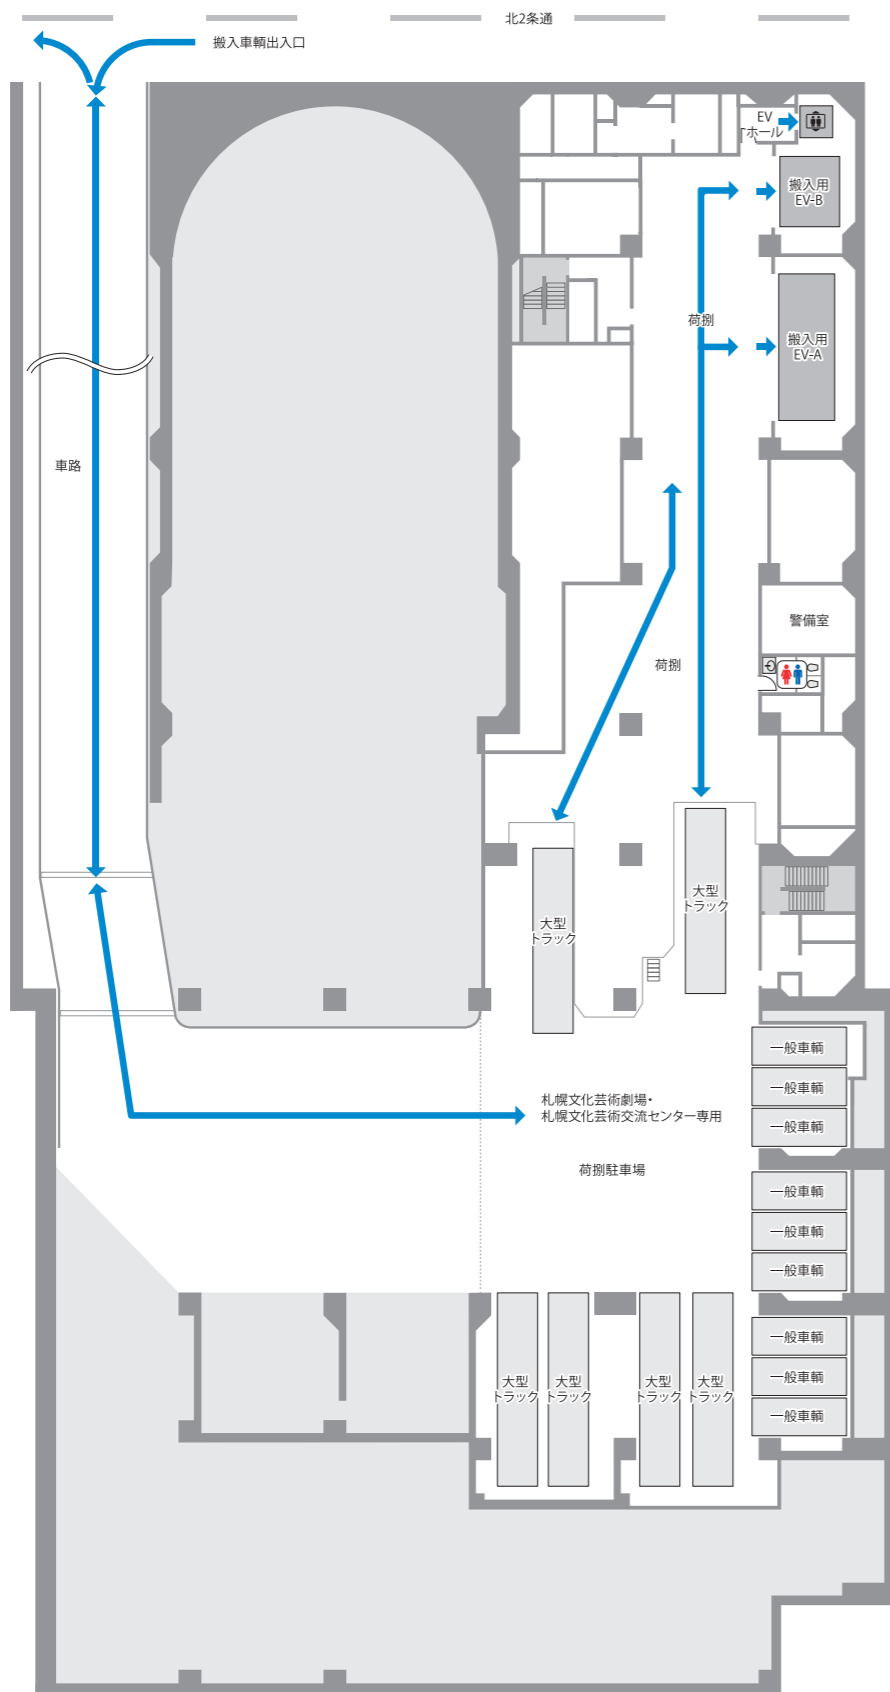 北2条通
搬入車輌出入口
EV
ホール
搬入用
EV-B
荷捌
搬入用
EV-A
車路
警備室
荷捌
大型
トラック
大型
トラック
一般車輌
一般車輌
札幌文化芸術劇場・
札幌文化芸術交流センター専用
一般車輌
荷捌駐車場
一般車輌
一般車輌
一般車輌
一般車輌
大型
トラック
大型
トラック
大型
トラック
大型
トラック
一般車輌
一般車輌